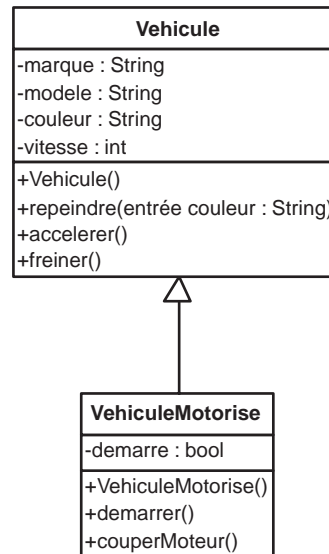 Vehicule
-marque : String
-modele : String
-couleur : String
-vitesse : int
+Vehicule()
+repeindre(entrée couleur : String)
+accelerer()
+freiner()
VehiculeMotorise
-demarre : bool
+VehiculeMotorise()
+demarrer()
+couperMoteur()